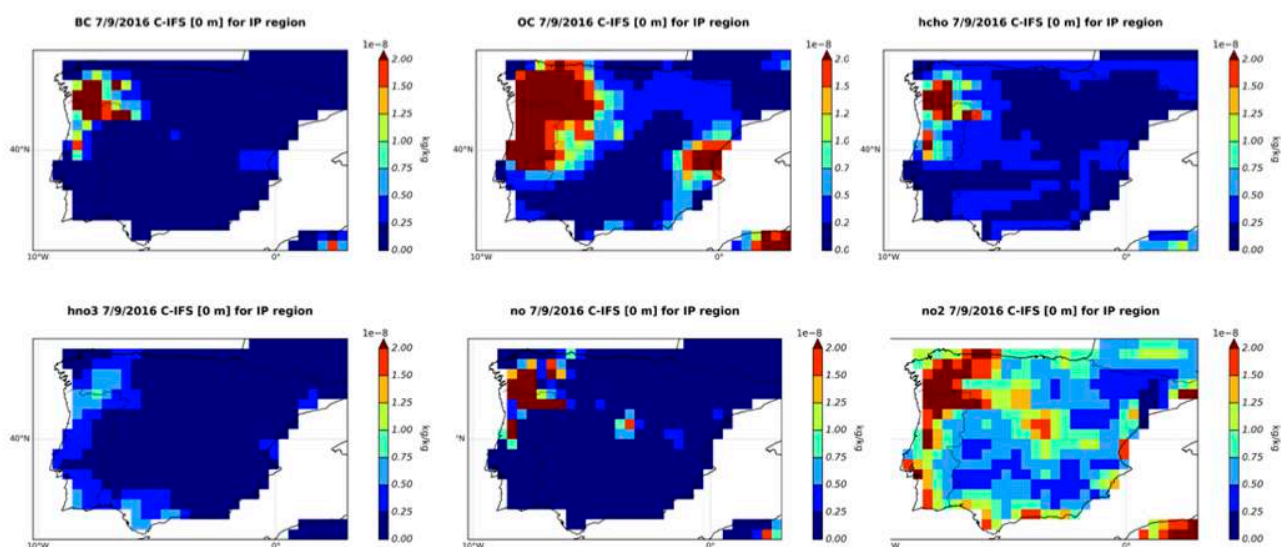 BC 7/9/2016 C-IFS [0 m] for IP region
1e−8
2.00
1.50
1.25
1.00
0.75
0.50
0.25
0.00
kg/kg
40°N
10°W
0°
OC 7/9/2016 C-IFS [0 m] for IP region
1e−8
2.0
1.5
1.2
1.0
0.7
0.5
0.2
0.0
40°N
10°W
0°
hcho 7/9/2016 C-IFS [0 m] for IP region
1e−8
2.00
1.50
1.25
1.00
0.75
0.50
0.25
0.00
kg/kg
40°N
10°W
0°
hno3 7/9/2016 C-IFS [0 m] for IP region
1e−8
2.00
1.50
1.25
1.00
0.75
0.50
0.25
0.00
kg/kg
40°N
10°W
0°
no 7/9/2016 C-IFS [0 m] for IP region
1e−8
2.00
1.50
1.25
1.00
0.75
0.50
0.25
0.00
kg/kg
°N
10°W
0°
no2 7/9/2016 C-IFS [0 m] for IP region
1e−8
2.00
1.50
1.25
1.00
0.75
0.50
0.25
0.00
kg/kg
0°